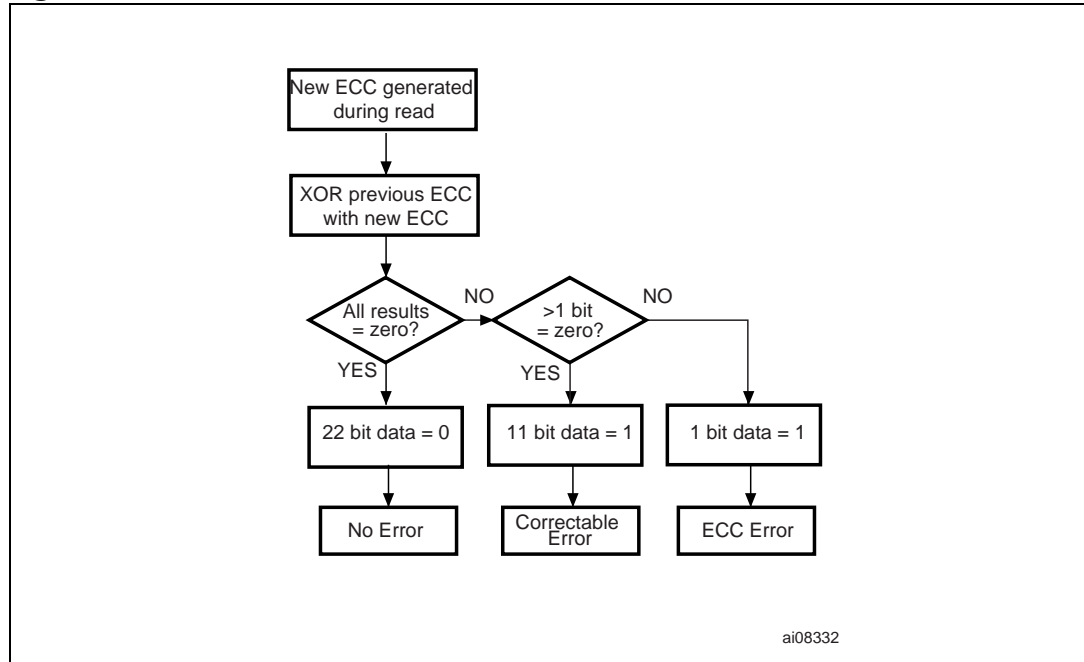 New ECC generated
during read
XOR previous ECC
with new ECC
All results
= zero?
NO
>1 bit
= zero?
NO
YES
YES
22 bit data = 0
11 bit data = 1
1 bit data = 1
No Error
Correctable
Error
ECC Error
ai08332